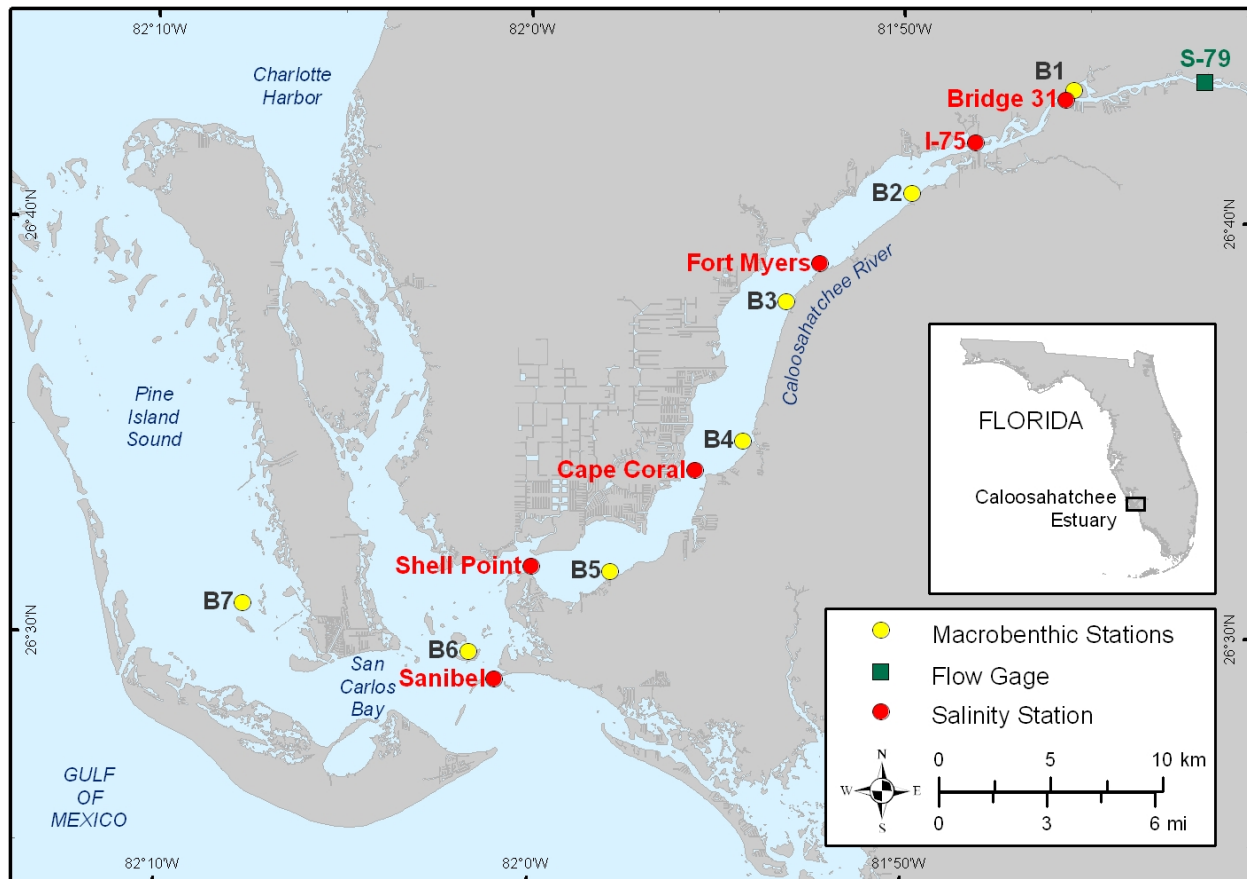 82°10'W
82°0'W
81°50'W
Charlotte
Harbor
S-79
B1
Bridge 31
I-75
B2
26°40'N
26°40'N
Fort Myers
B3
Caloosahatchee River
Pine
Island
Sound
B4
Cape Coral
FLORIDA
Caloosahatchee
Estuary
Shell Point
B5
B7
26°30'N
26°30'N
B6
San
Carlos
Bay
Sanibel
GULF
OF
MEXICO
Macrobenthic Stations
Flow Gage
Salinity Station
N
W
E
S
0 5 10 km
0 3 6 mi
82°10'W
82°0'W
81°50'W